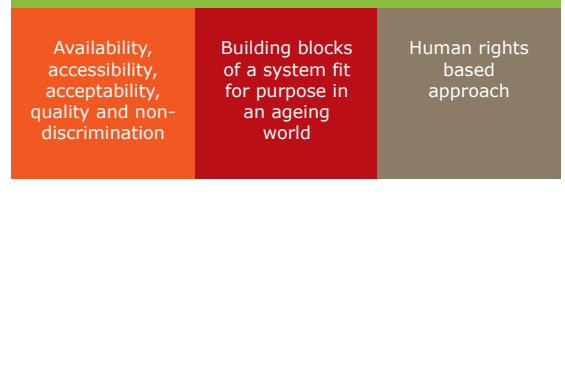 Availability,
accessibility,
acceptability,
quality and non-
discrimination
Building blocks
of a system fit
for purpose in
an ageing
world
Human rights
based
approach